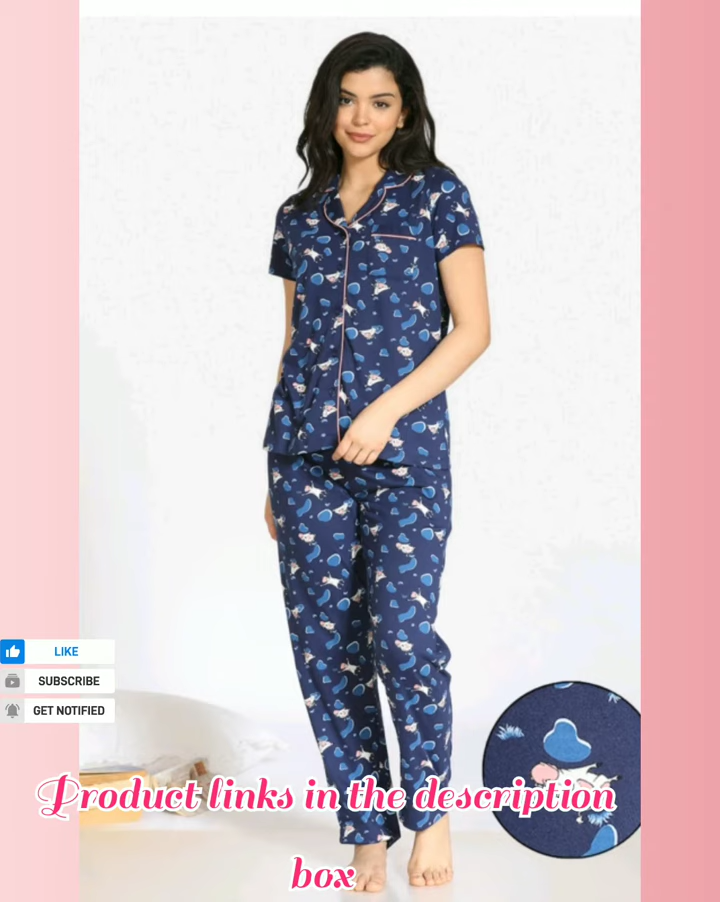 LIKE
SUBSCRIBE
GET NOTIFIED
Product links in the description
box